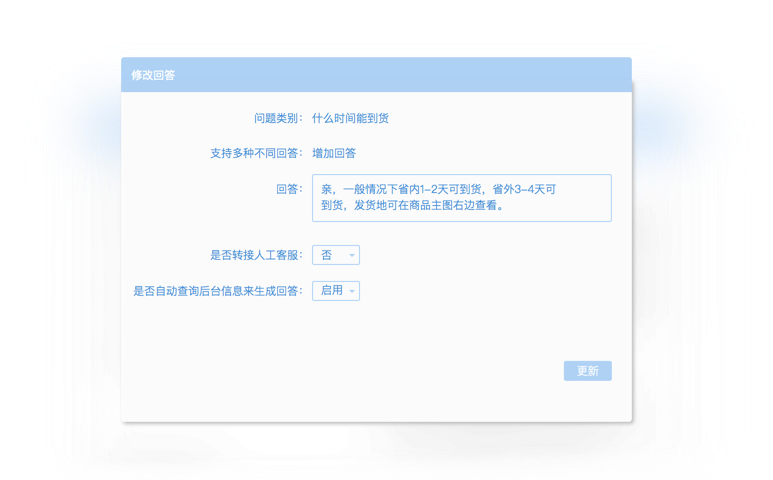 修改回答
问题类别： 什么时间能到货
支持多种不同回答： 增加回答
回答： 亲，一般情况下省内1-2天可到货，省外3-4天可
到货，发货地可在商品主图右边查看。
是否转接人工客服： 否
是否自动查询后台信息来生成回答： 启用
更新